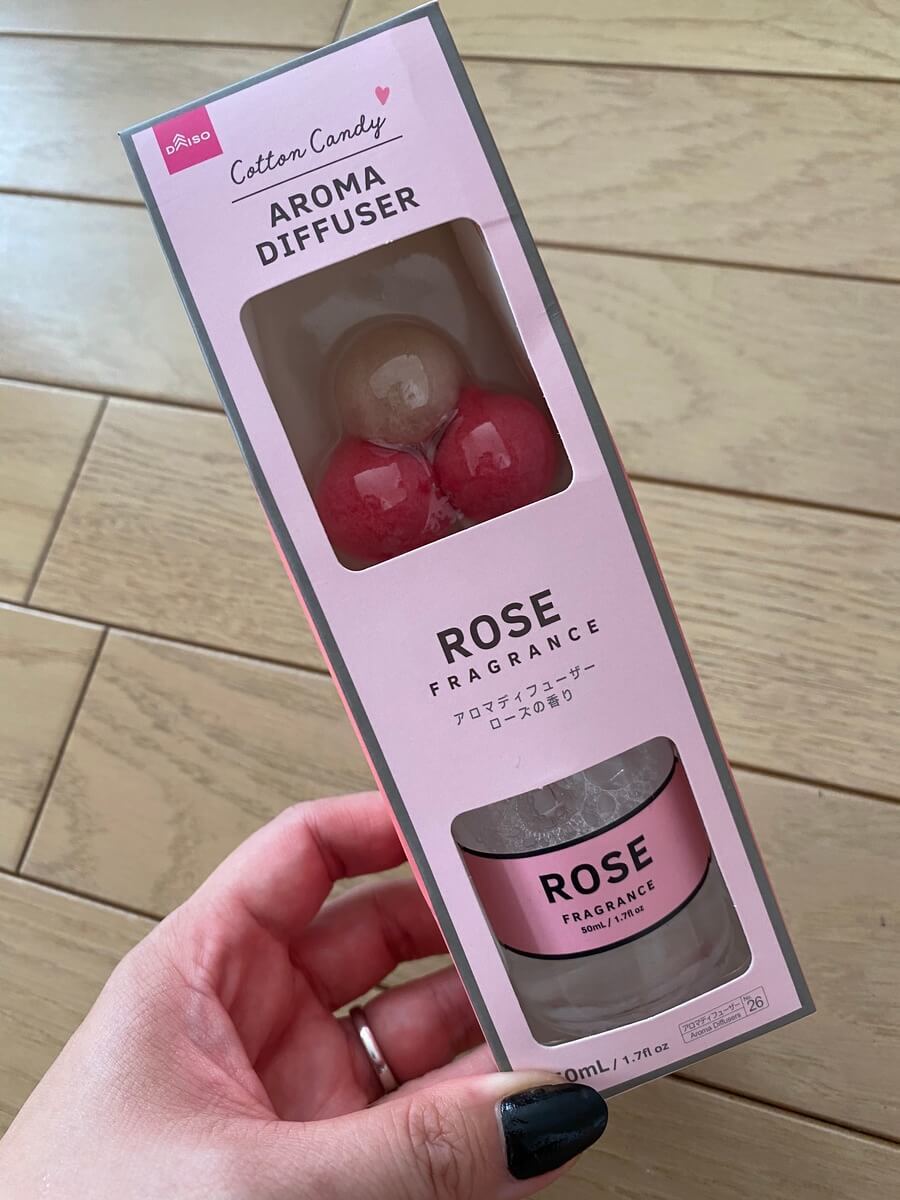 DAISO
Cotton Candy
AROMA
DIFFUSER
ROSE
FRAGRANCE
アロマディフューザー
ローズの香り
ROSE
FRAGRANCE
50mL / 1.7fl oz
アロマディフューザー
Aroma Diffusers
No.
26
0mL / 1.7fl oz